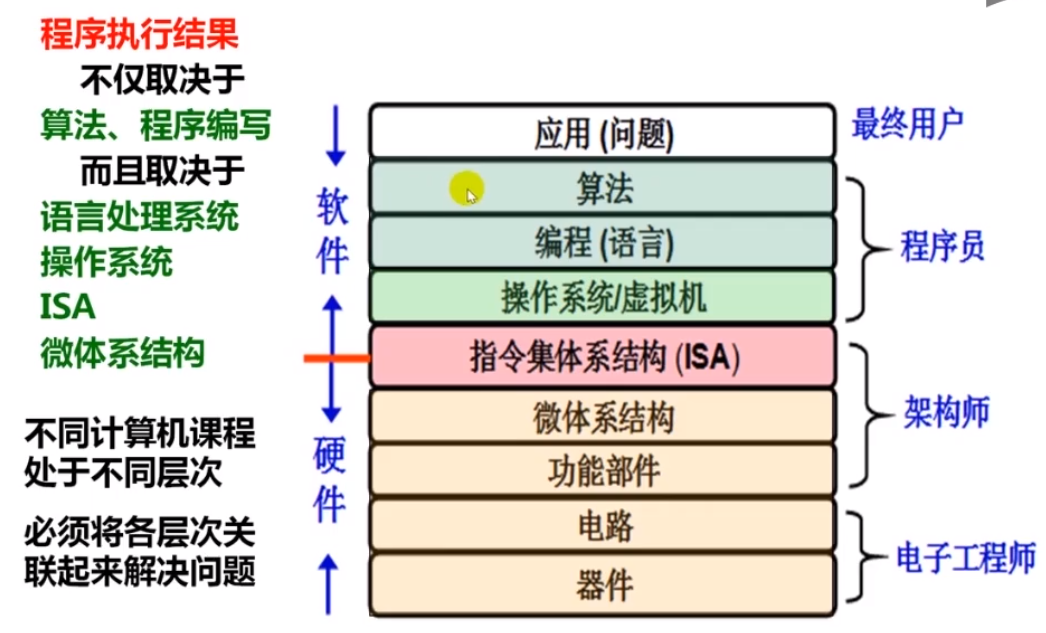 程序执行结果
不仅取决于
算法、程序编写
而且取决于
语言处理系统
操作系统
ISA
微体系结构
不同计算机课程
处于不同层次
必须将各层次关
联起来解决问题
软件
硬件
应用 (问题)
算法
编程 (语言)
操作系统/虚拟机
指令集体系结构 (ISA)
微体系结构
功能部件
电路
器件
最终用户
程序员
架构师
电子工程师